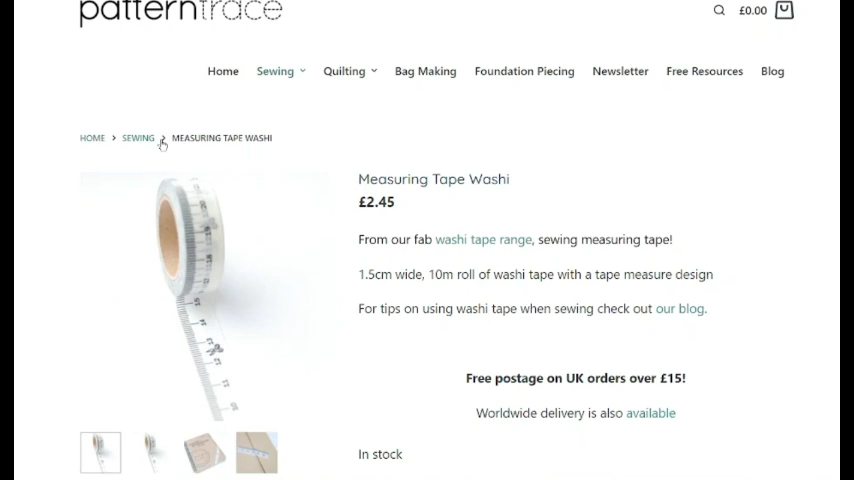 patterntrace
£0.00
Home Sewing Quilting Bag Making Foundation Piecing Newsletter Free Resources Blog
HOME > SEWING > MEASURING TAPE WASHI
Measuring Tape Washi
£2.45
From our fab washi tape range, sewing measuring tape!
1.5cm wide, 10m roll of washi tape with a tape measure design
For tips on using washi tape when sewing check out our blog.
Free postage on UK orders over £15!
Worldwide delivery is also available
In stock